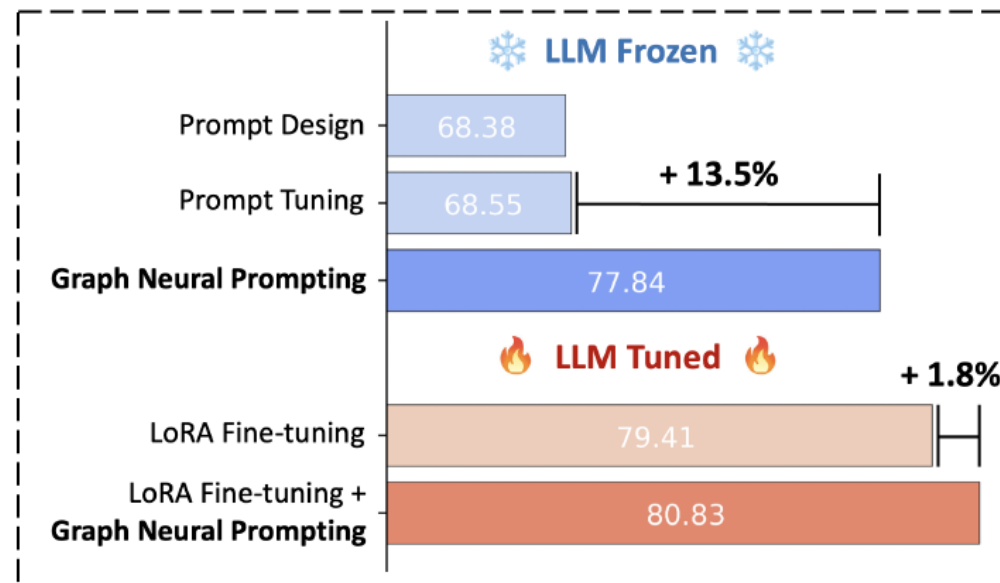 LLM Frozen
Prompt Design
68.38
+ 13.5%
Prompt Tuning
68.55
Graph Neural Prompting
77.84
LLM Tuned
+ 1.8%
LoRA Fine-tuning
79.41
LoRA Fine-tuning +
Graph Neural Prompting
80.83